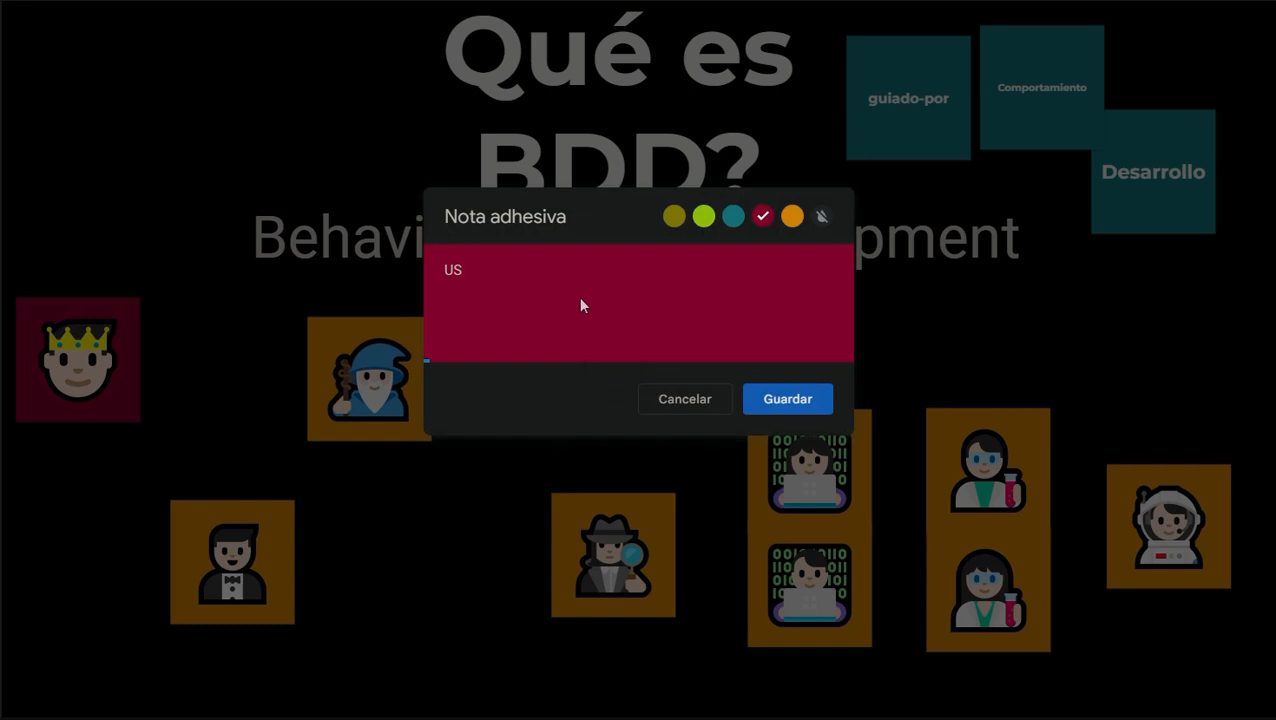 Qué es
BDD?
guiado-por
Comportamiento
Desarrollo
Behavi
pment
Nota adhesiva
US
Cancelar
Guardar